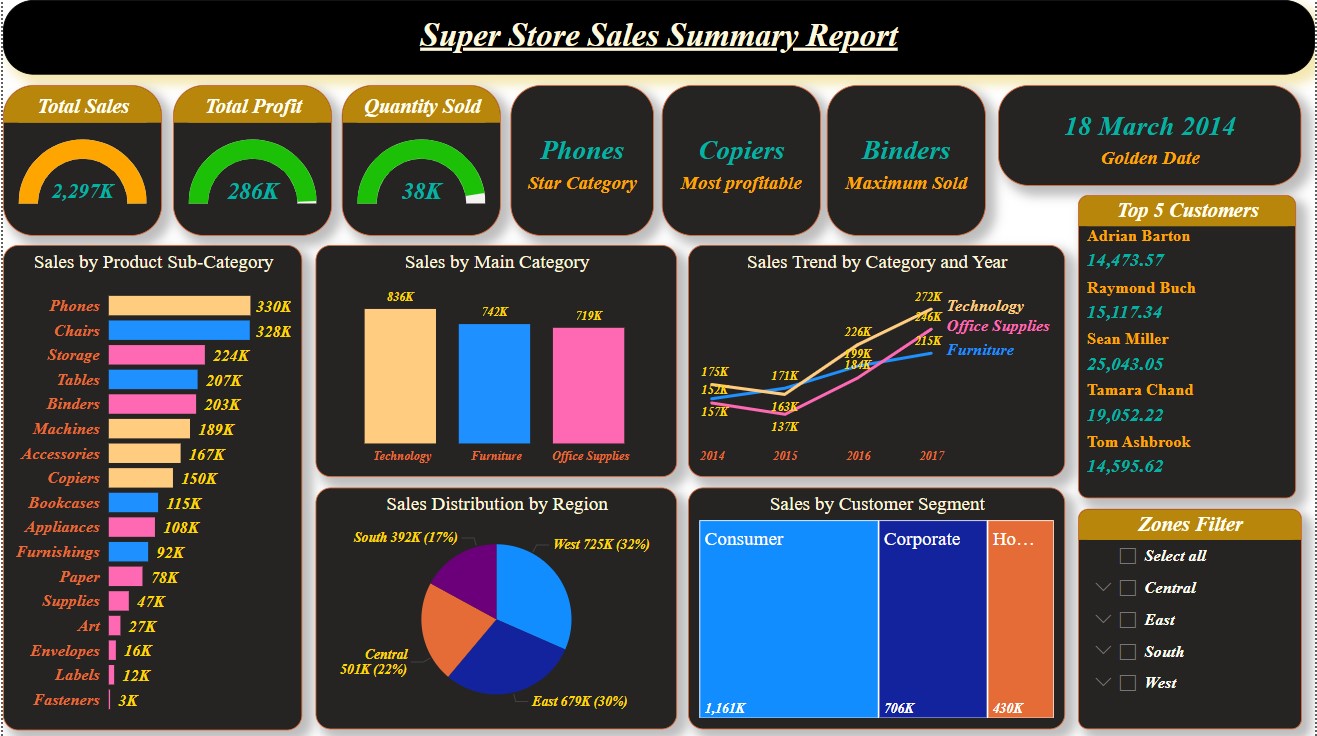 Super Store Sales Summary Report
Total Sales
2,297K
Total Profit
286K
Quantity Sold
38K
Phones
Star Category
Copiers
Most profitable
Binders
Maximum Sold
18 March 2014
Golden Date
Top 5 Customers
Adrian Barton
14,473.57
Raymond Buch
15,117.34
Sean Miller
25,043.05
Tamara Chand
19,052.22
Tom Ashbrook
14,595.62
Sales by Product Sub-Category
Phones 330K
Chairs 328K
Storage 224K
Tables 207K
Binders 203K
Machines 189K
Accessories 167K
Copiers 150K
Bookcases 115K
Appliances 108K
Furnishings 92K
Paper 78K
Supplies 47K
Art 27K
Envelopes 16K
Labels 12K
Fasteners 3K
Sales by Main Category
836K
742K
719K
Technology Furniture Office Supplies
Sales Trend by Category and Year
272K
Technology
246K
Office Supplies
226K
215K
Furniture
199K
184K
175K
171K
152K
163K
157K
137K
2014 2015 2016 2017
Sales Distribution by Region
South 392K (17%)
West 725K (32%)
Central
501K (22%)
East 679K (30%)
Sales by Customer Segment
Consumer
1,161K
Corporate
706K
Ho…
430K
Zones Filter
Select all
Central
East
South
West